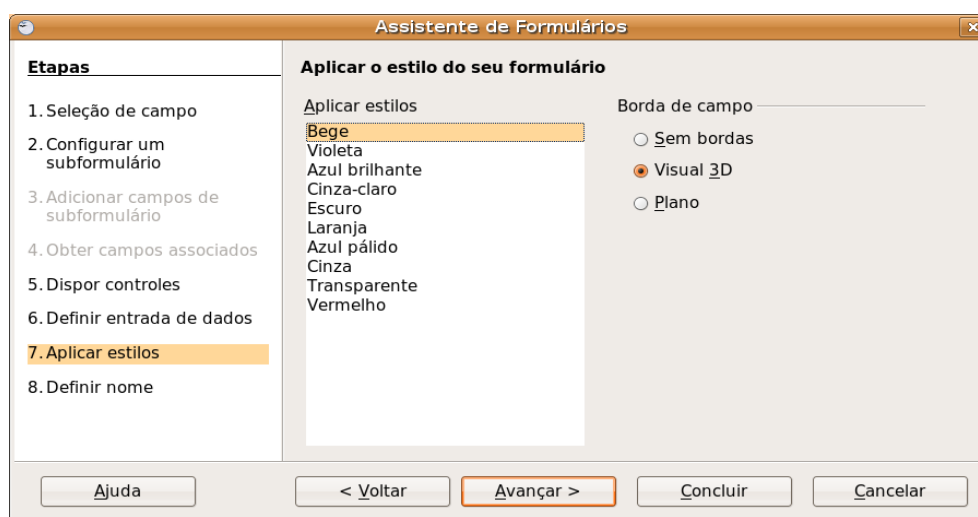 Assistente de Formulários
Etapas
1. Seleção de campo
2. Configurar um
subformulário
3. Adicionar campos de
subformulário
4. Obter campos associados
5. Dispor controles
6. Definir entrada de dados
7. Aplicar estilos
8. Definir nome
Aplicar o estilo do seu formulário
Aplicar estilos
Bege
Violeta
Azul brilhante
Cinza-claro
Escuro
Laranja
Azul pálido
Cinza
Transparente
Vermelho
Borda de campo
Sem bordas
Visual 3D
Plano
Ajuda
< Voltar
Avançar >
Concluir
Cancelar